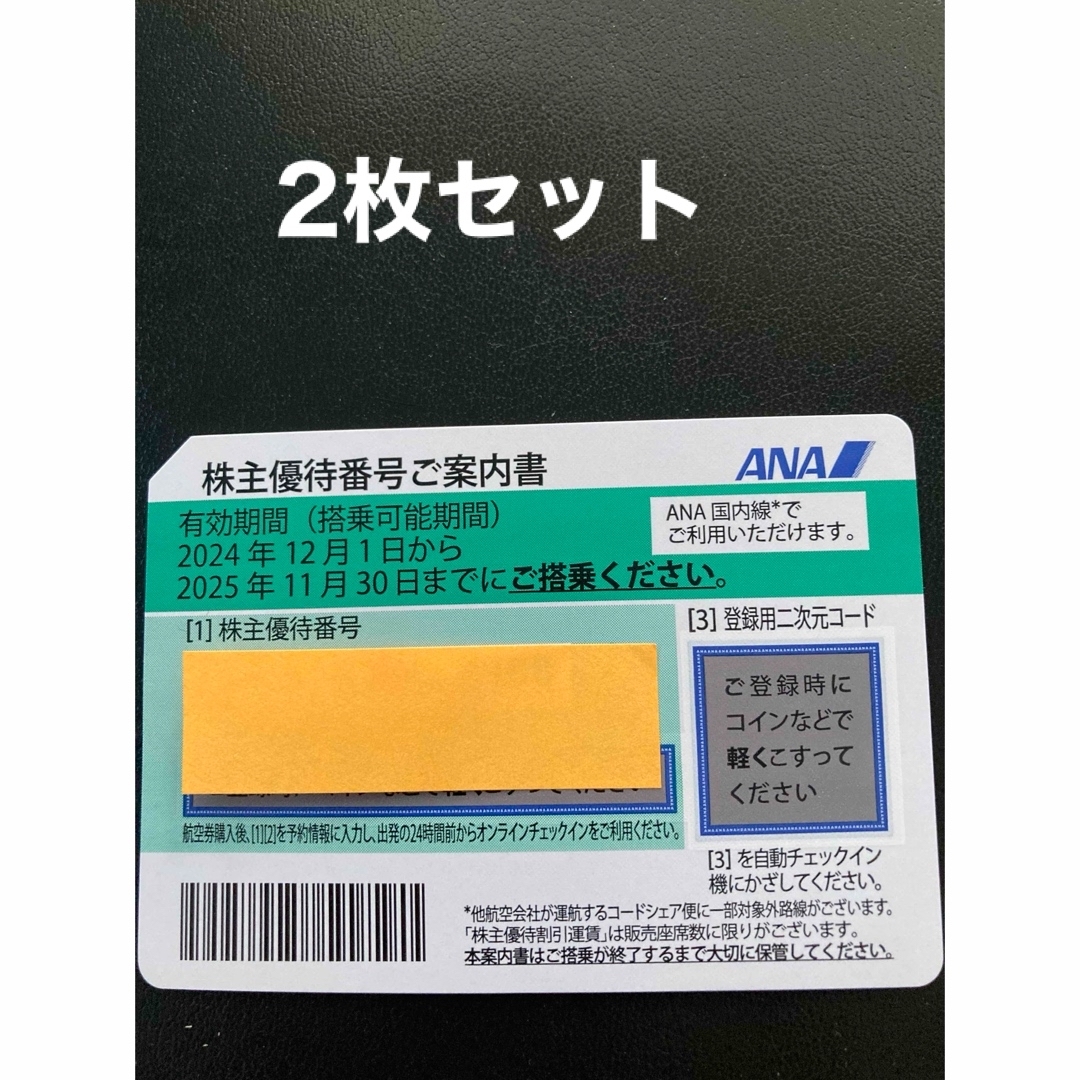 2枚セット
株主優待番号ご案内書
ANA
有効期間（搭乗可能期間）
2024年12月1日から
2025年11月30日までにご搭乗ください。
ANA 国内線*で
ご利用いただけます。
[1] 株主優待番号
航空券購入後、[1][2]を予約情報に入力し、出発の24時間前からオンラインチェックインをご利用ください。
[3] 登録用二次元コード
ご登録時に
コインなどで
軽くこすって
ください
[3] を自動チェックイン
機にかざしてください。
*他航空会社が運航するコードシェア便に一部対象外路線がございます。
「株主優待割引運賃」は販売座席数に限りがございます。
本案内書はご搭乗が終了するまで大切に保管してください。